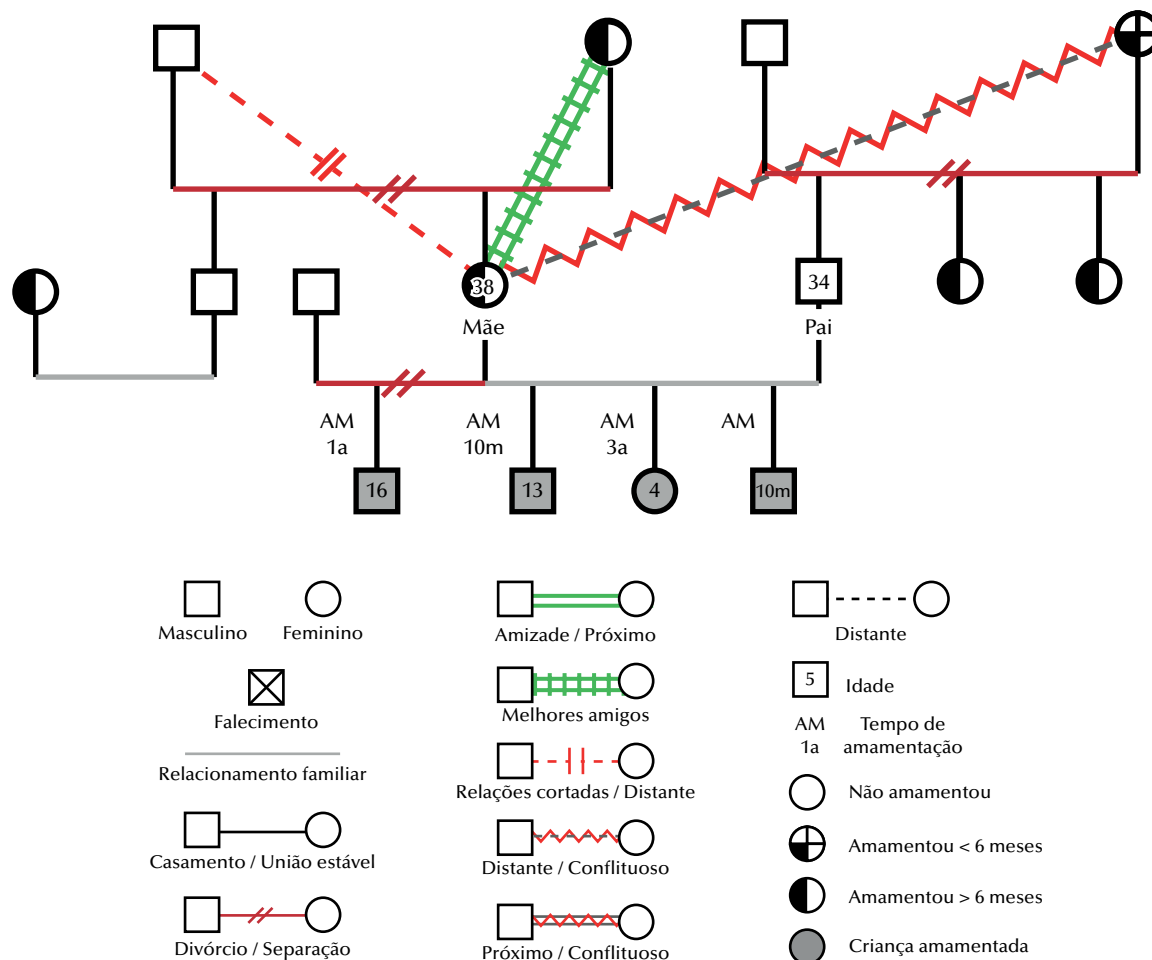 38
34
Mãe
Pai
AM
1a
AM
10m
AM
3a
AM
16
13
4
10m
Masculino
Feminino
Falecimento
Relacionamento familiar
Casamento / União estável
Divórcio / Separação
Amizade / Próximo
Melhores amigos
Relações cortadas / Distante
Distante / Conflituoso
Próximo / Conflituoso
Distante
5
Idade
AM
1a
Tempo de
amamentação
Não amamentou
Amamentou < 6 meses
Amamentou > 6 meses
Criança amamentada